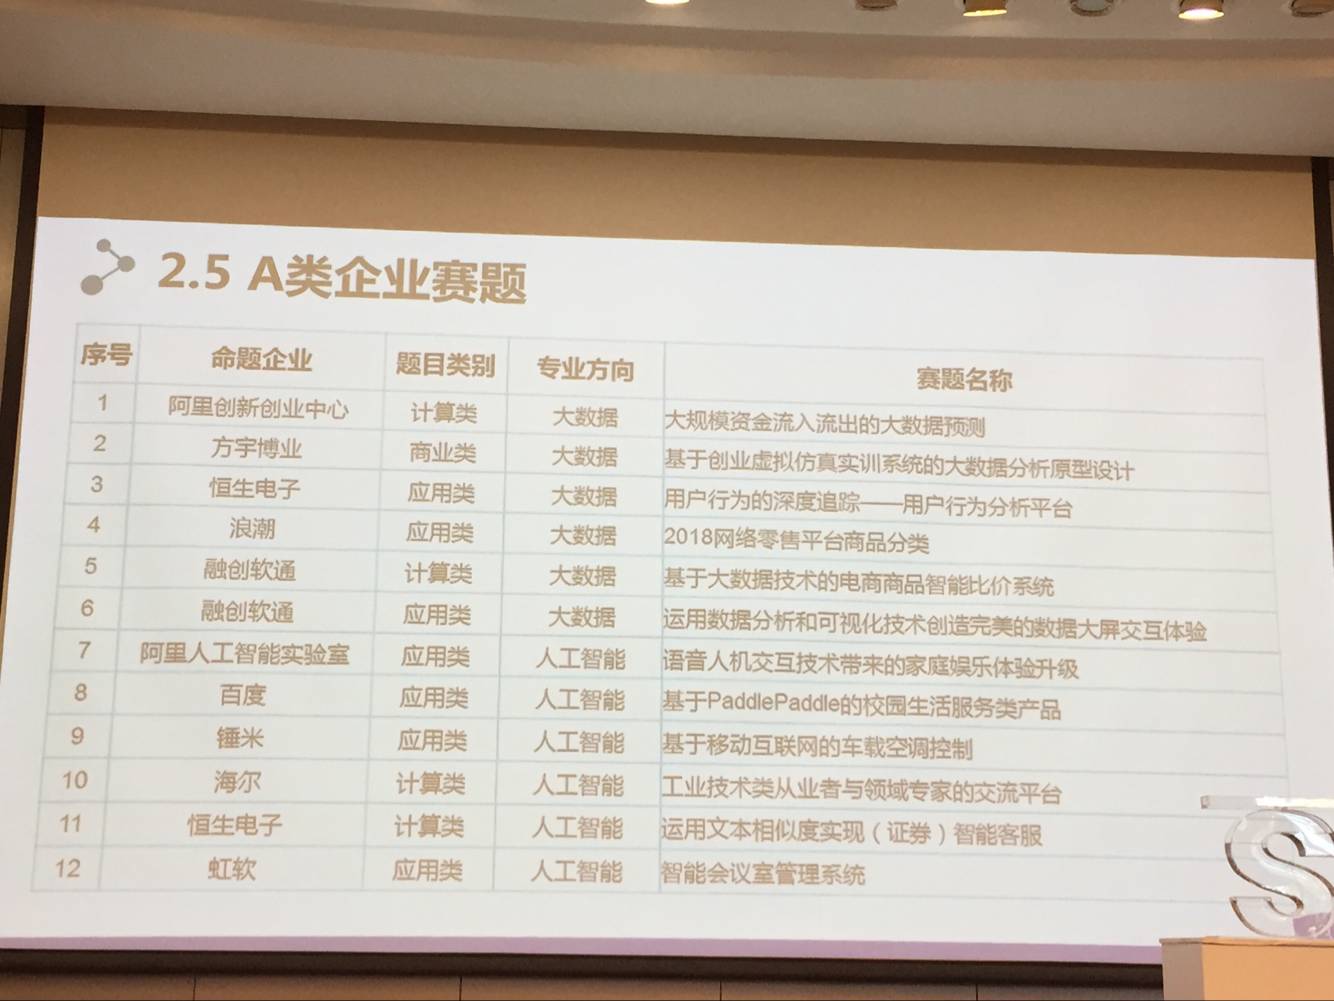 2.5 A类企业赛题
序号 命题企业 题目类别 专业方向 赛题名称
1 阿里创新创业中心 计算类 大数据 大规模资金流入流出的大数据预测
2 方宇博业 商业类 大数据 基于创业虚拟仿真实训系统的大数据分析原型设计
3 恒生电子 应用类 大数据 用户行为的深度追踪——用户行为分析平台
4 浪潮 应用类 大数据 2018网络零售平台商品分类
5 融创软通 计算类 大数据 基于大数据技术的电商商品智能比价系统
6 融创软通 应用类 大数据 运用数据分析和可视化技术创造完美的数据大屏交互体验
7 阿里人工智能实验室 应用类 人工智能 语音人机交互技术带来的家庭娱乐体验升级
8 百度 应用类 人工智能 基于PaddlePaddle的校园生活服务类产品
9 锤米 应用类 人工智能 基于移动互联网的车载空调控制
10 海尔 计算类 人工智能 工业技术类从业者与领域专家的交流平台
11 恒生电子 计算类 人工智能 运用文本相似度实现（证券）智能客服
12 虹软 应用类 人工智能 智能会议室管理系统
S